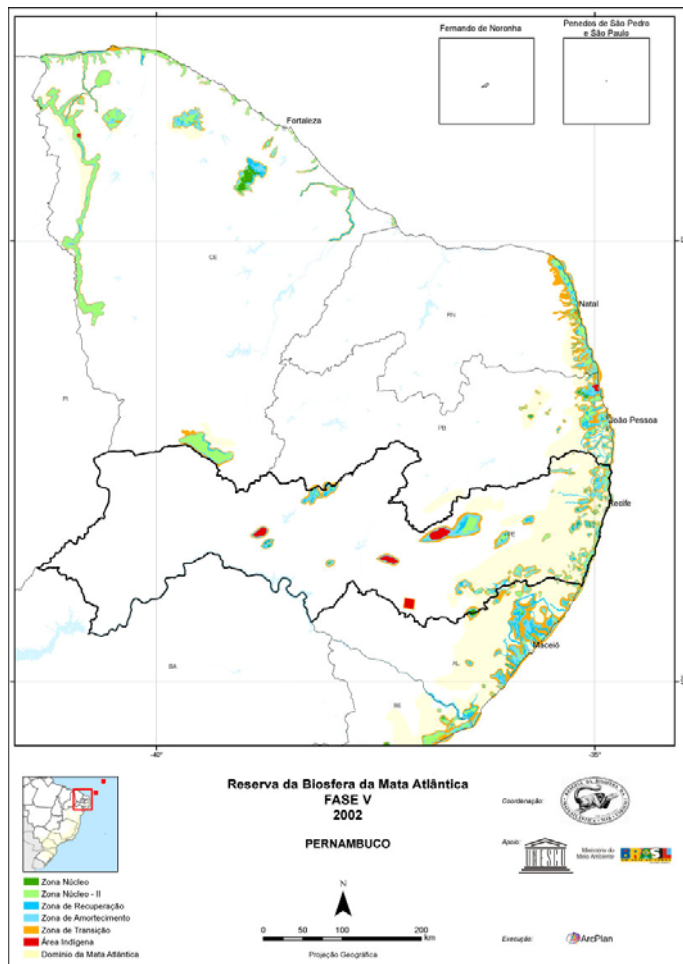 Fernando de Noronha
Penedos de São Pedro
e São Paulo
Fortaleza
CE
Natal
RN
PI
PB
João Pessoa
Recife
PE
Maceió
BA
AL
SE
-40°
-35°
Reserva da Biosfera da Mata Atlântica
FASE V
2002
PERNAMBUCO
Coordenação:
Apoio:
UNESCO
Ministério do
Meio Ambiente
BRASIL
Zona Núcleo
Zona Núcleo - II
Zona de Recuperação
Zona de Amortecimento
Zona de Transição
Área Indígena
Domínio da Mata Atlântica
N
0 50 100 200
km
Projeção Geográfica
Execução:
ArcPlan